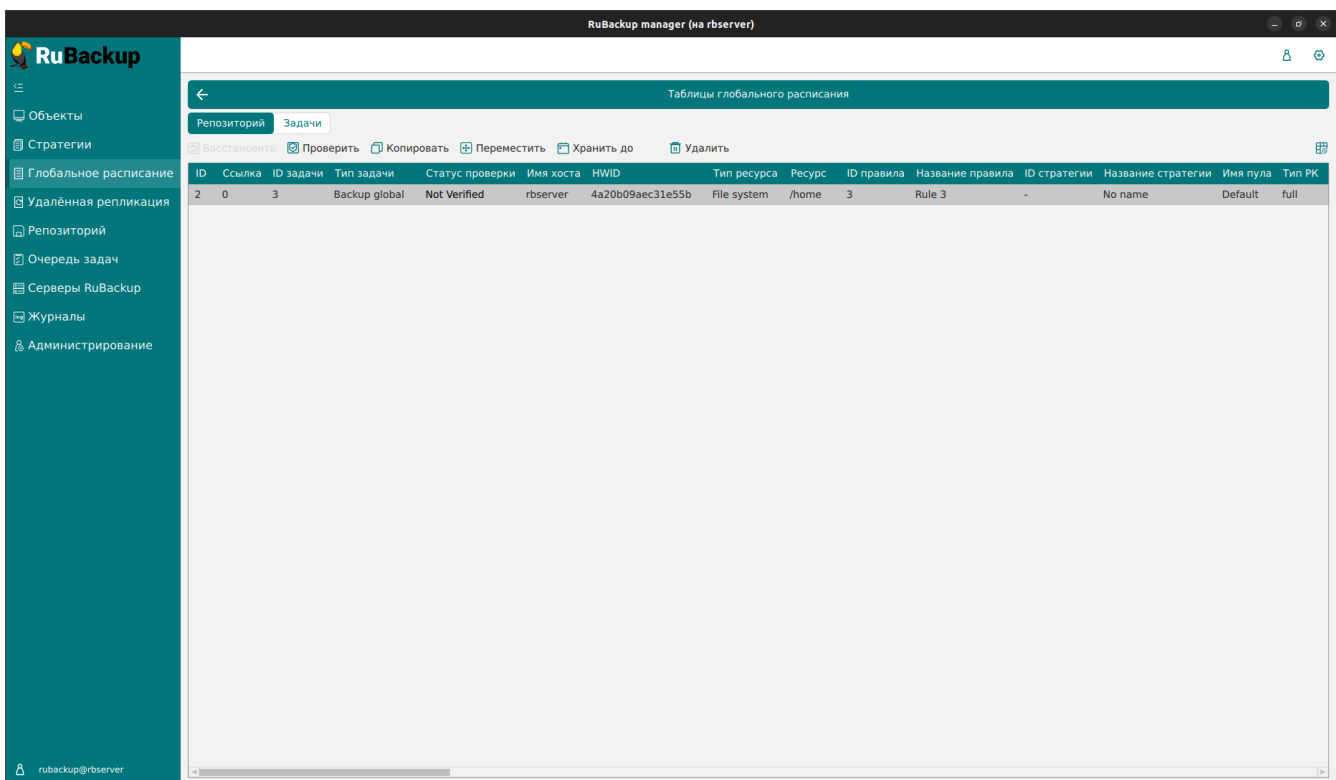 RuBackup manager (на rbserver)
RuBackup
Таблицы глобального расписания
Объекты
Стратегии
Глобальное расписание
Удалённая репликация
Репозиторий
Очередь задач
Серверы RuBackup
Журналы
Администрирование
Репозиторий Задачи
Восстановить Проверить Копировать Переместить Хранить до Удалить
ID Ссылка ID задачи Тип задачи Статус проверки Имя хоста HWID Тип ресурса Ресурс ID правила Название правила ID стратегии Название стратегии Имя пула Тип РК
2 0 3 Backup global Not Verified rbserver 4a20b09aec31e55b File system /home 3 Rule 3 - No name Default full
rubackup@rbserver